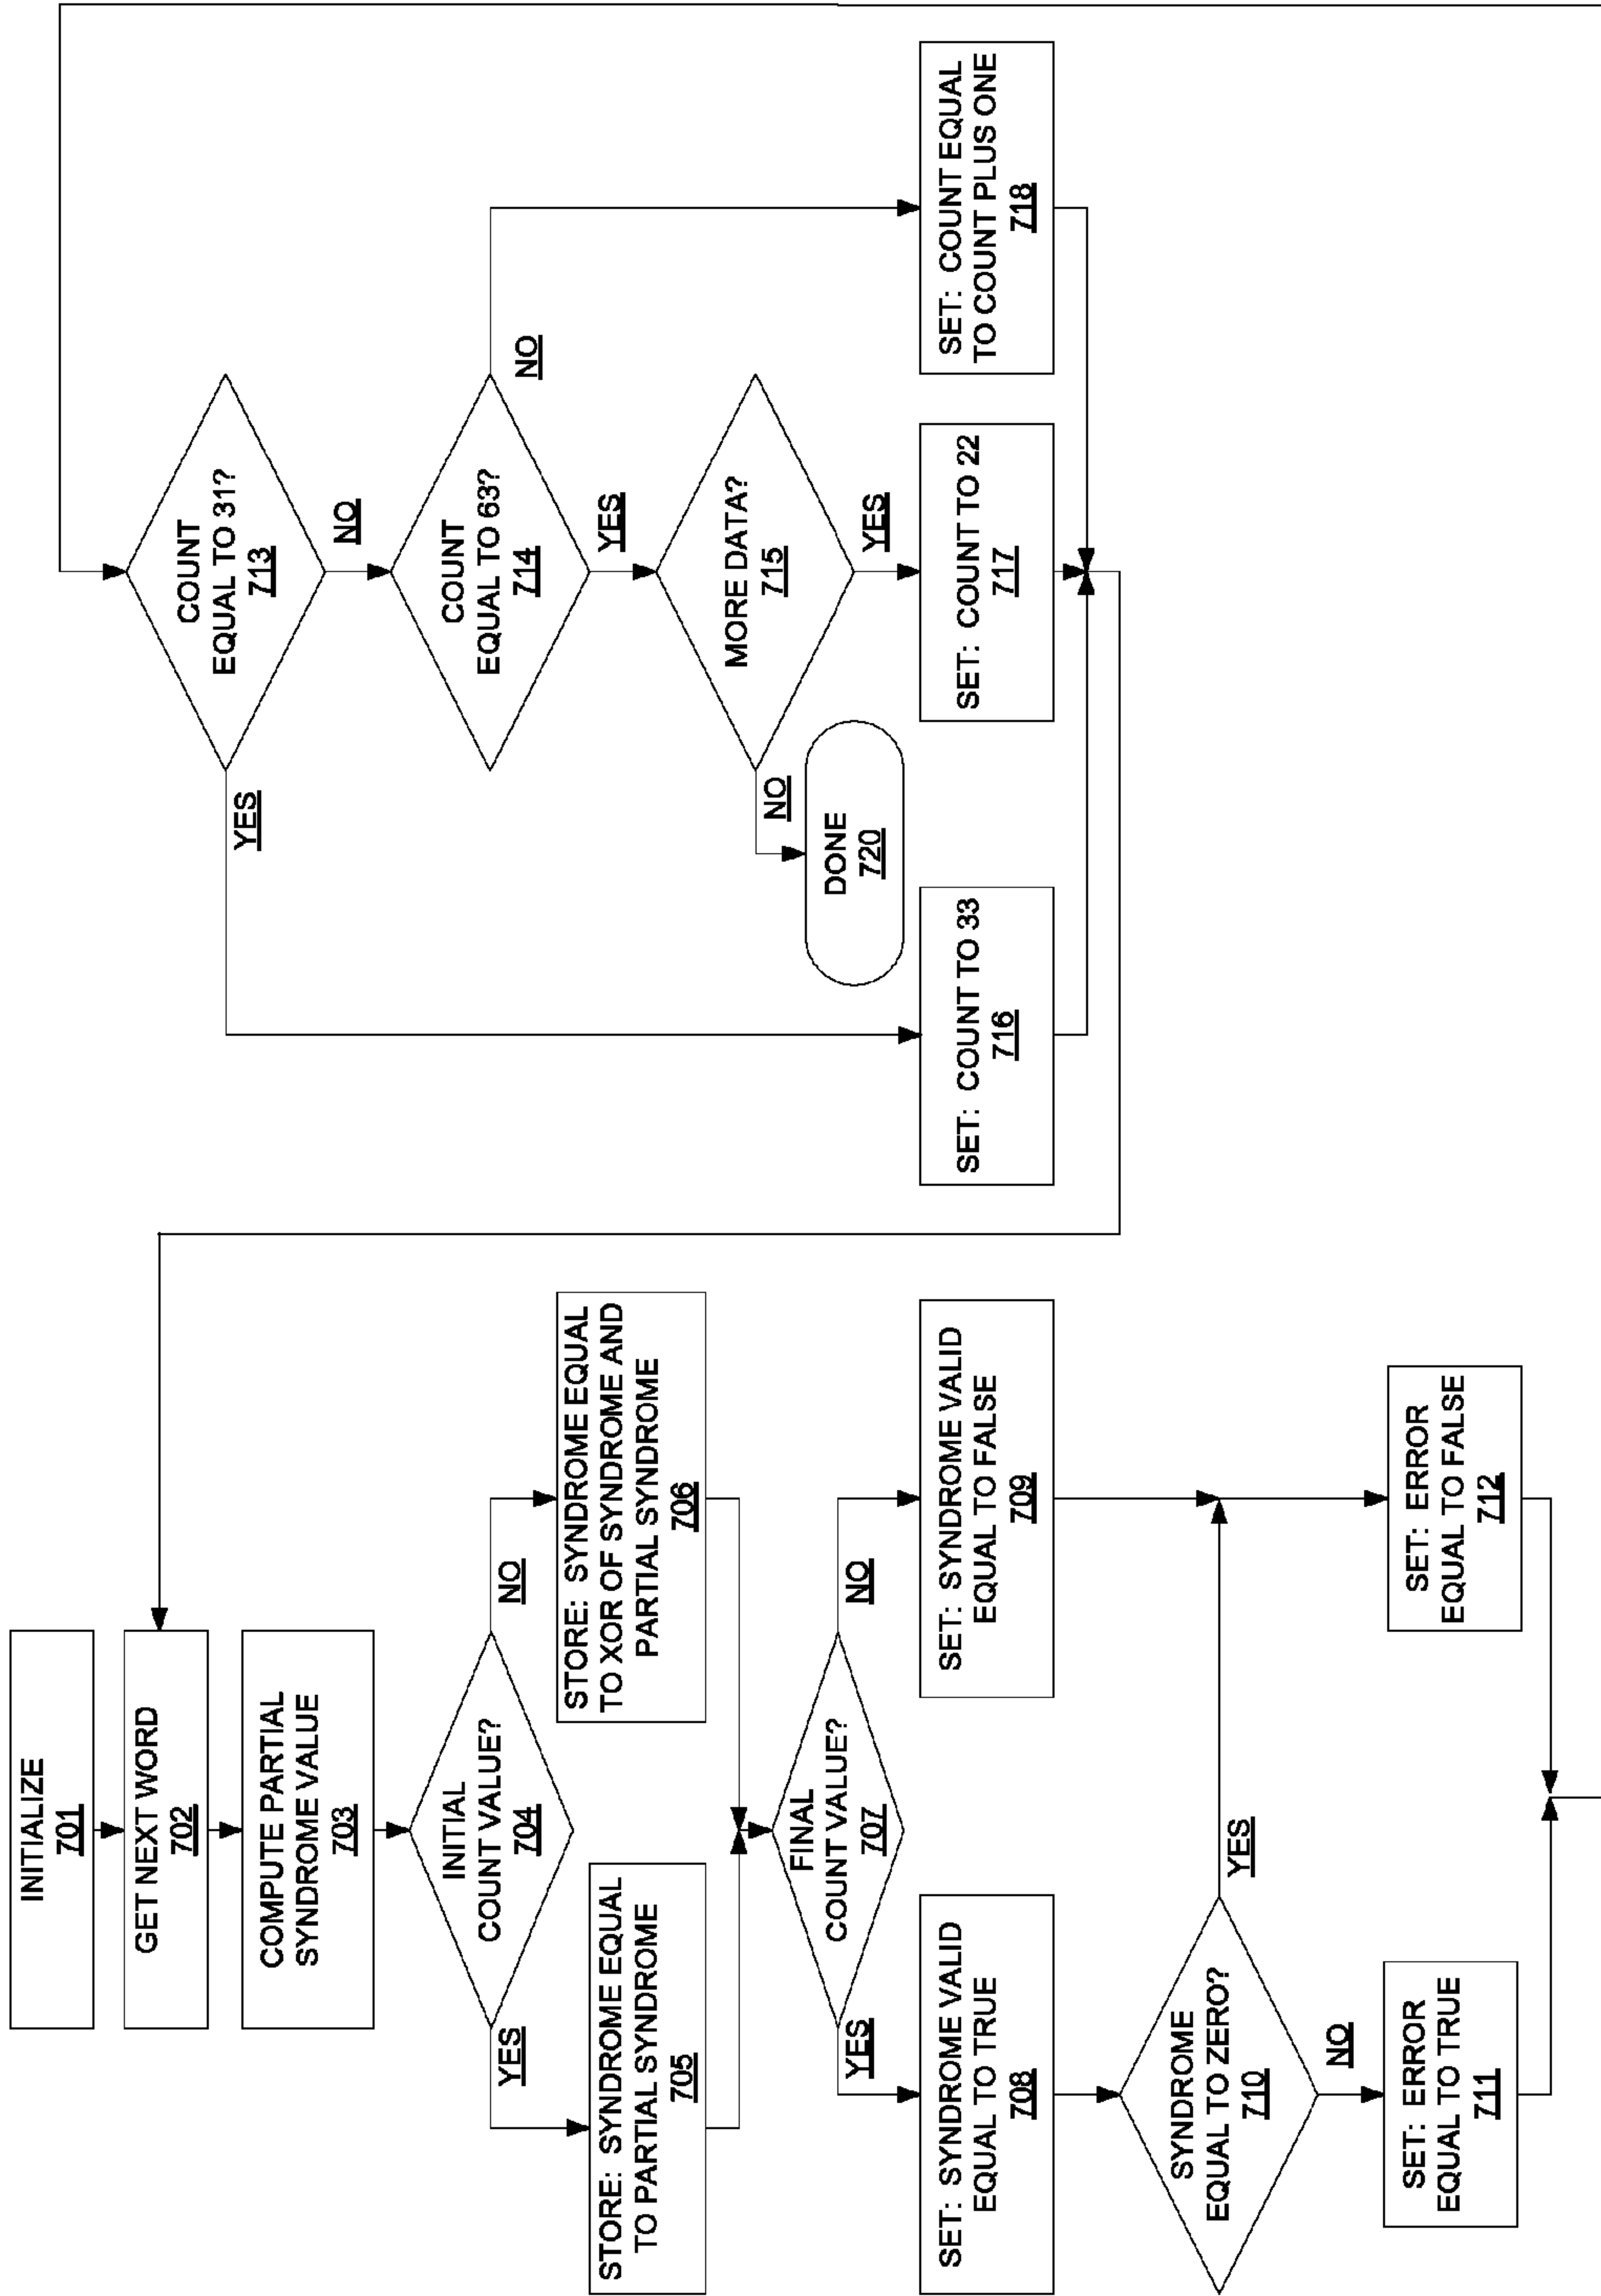 INITIALIZE
701
GET NEXT WORD
702
COMPUTE PARTIAL
SYNDROME VALUE
703
INITIAL
COUNT VALUE?
704
YES
NO
STORE: SYNDROME EQUAL
TO PARTIAL SYNDROME
705
STORE: SYNDROME EQUAL
TO XOR OF SYNDROME AND
PARTIAL SYNDROME
706
FINAL
COUNT VALUE?
707
YES
NO
SET: SYNDROME VALID
EQUAL TO TRUE
708
SET: SYNDROME VALID
EQUAL TO FALSE
709
SYNDROME
EQUAL TO ZERO?
710
YES
NO
SET: ERROR
EQUAL TO TRUE
711
SET: ERROR
EQUAL TO FALSE
712
COUNT
EQUAL TO 31?
713
YES
NO
COUNT
EQUAL TO 63?
714
NO
YES
MORE DATA?
715
NO
YES
DONE
720
SET: COUNT TO 33
716
SET: COUNT TO 22
717
SET: COUNT EQUAL
TO COUNT PLUS ONE
718